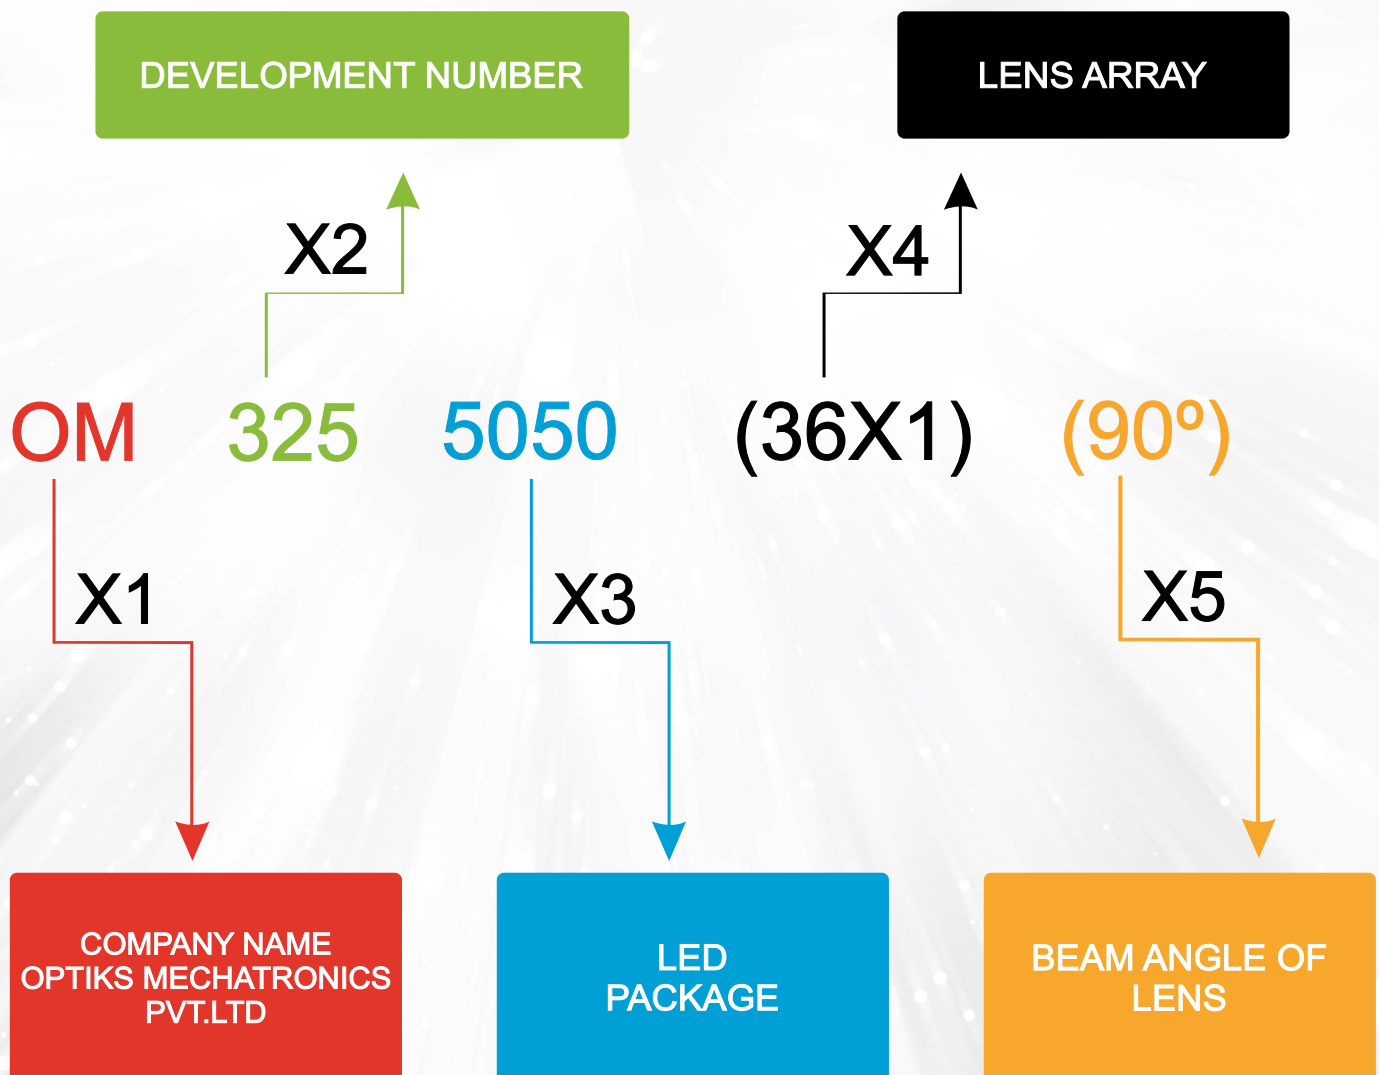 DEVELOPMENT NUMBER
LENS ARRAY
X2
X4
OM 325 5050 (36X1) (90º)
X1
X3
X5
COMPANY NAME
OPTIKS MECHATRONICS
PVT.LTD
LED
PACKAGE
BEAM ANGLE OF
LENS